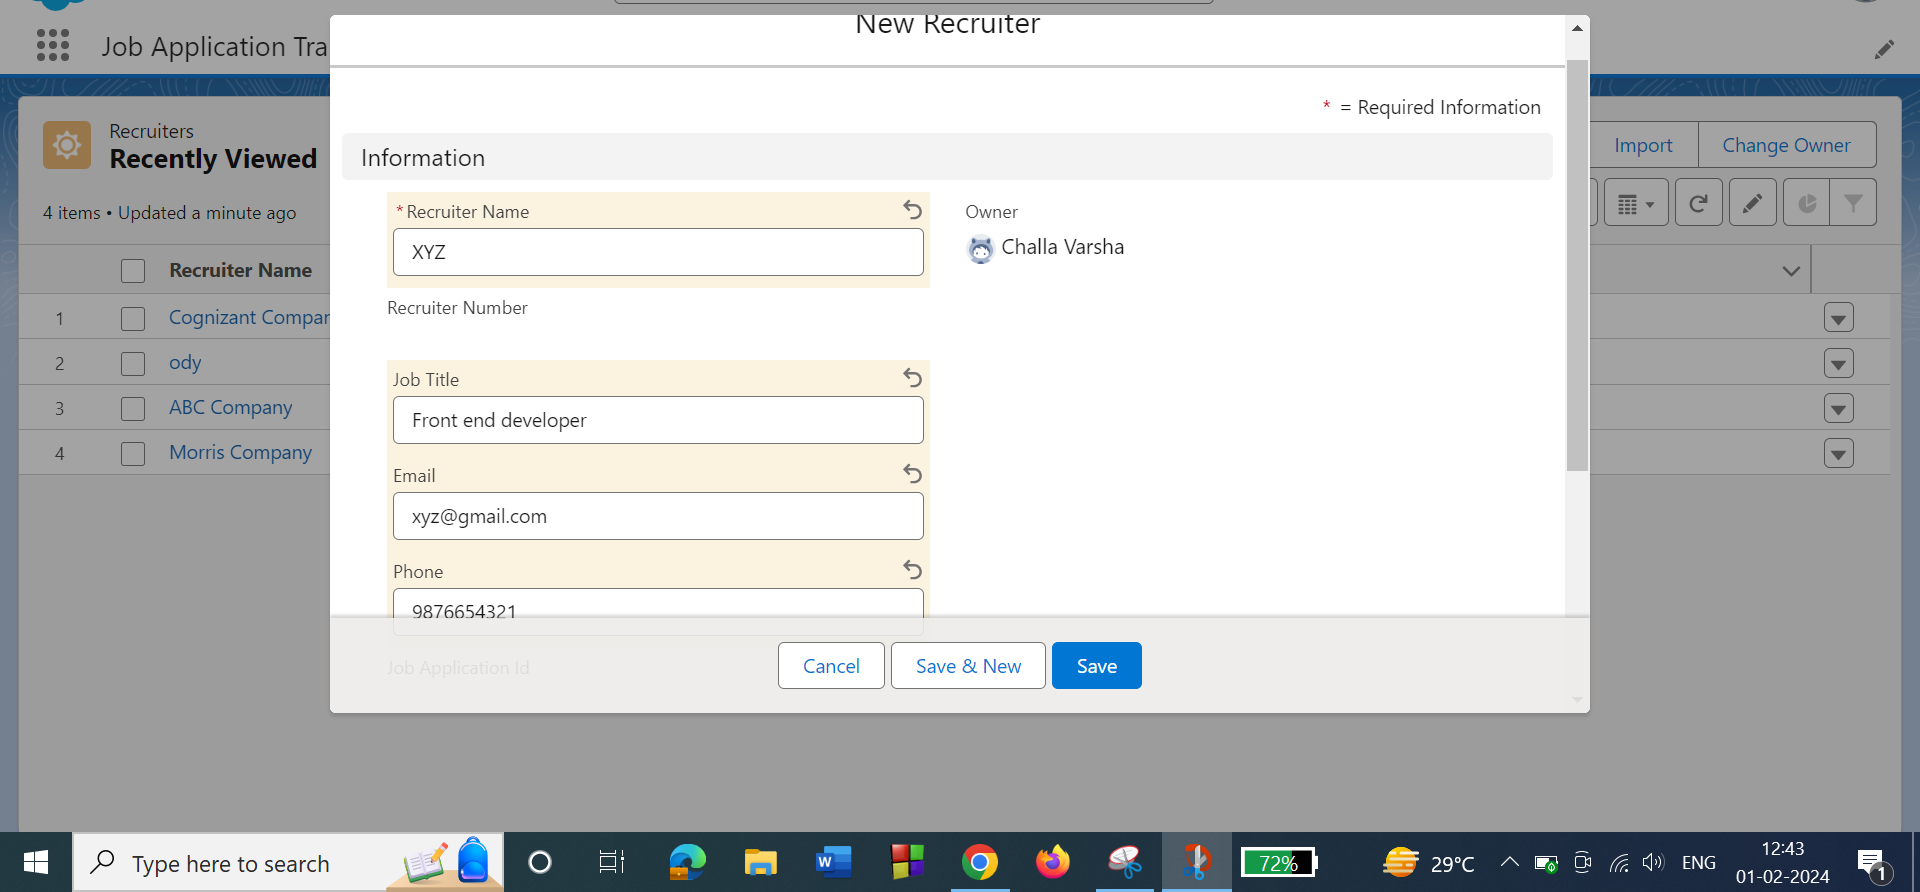 New Recruiter
Job Application Tra
* = Required Information
Recruiters
Recently Viewed
Import
Change Owner
Information
4 items • Updated a minute ago
* Recruiter Name
XYZ
Owner
Challa Varsha
Recruiter Name
Recruiter Number
1
Cognizant Compar
2
ody
Job Title
3
ABC Company
Front end developer
4
Morris Company
Email
xyz@gmail.com
Phone
9876654321
Job Application Id
Cancel
Save & New
Save
Type here to search
W
72%
29°C
ENG
12:43
01-02-2024
1